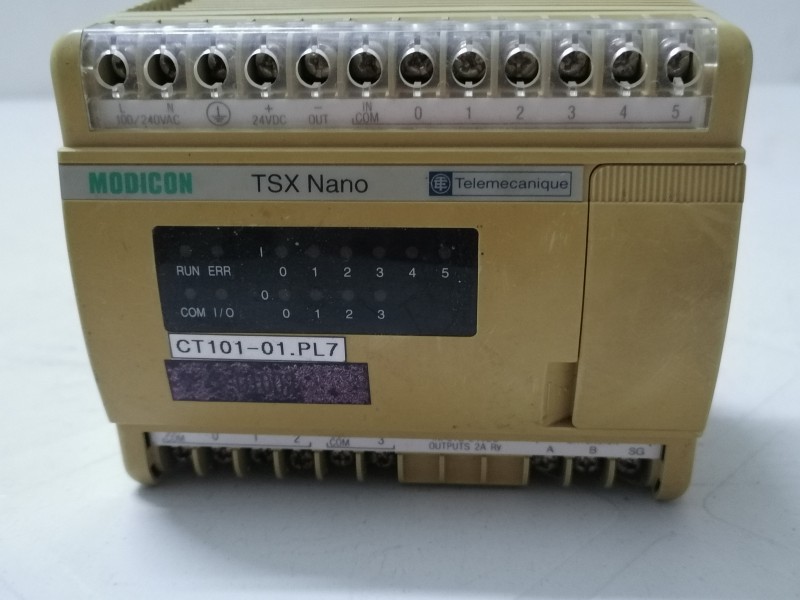 L N + − IN 0 1 2 3 4 5
100/240VAC 24VDC OUT COM
MODICON TSX Nano Telemecanique
I
RUN ERR 0 1 2 3 4 5
0
COM I/O 0 1 2 3
CT101-01.PL7
COM 0 1 2 COM 3 OUTPUTS 2A RY A B SG